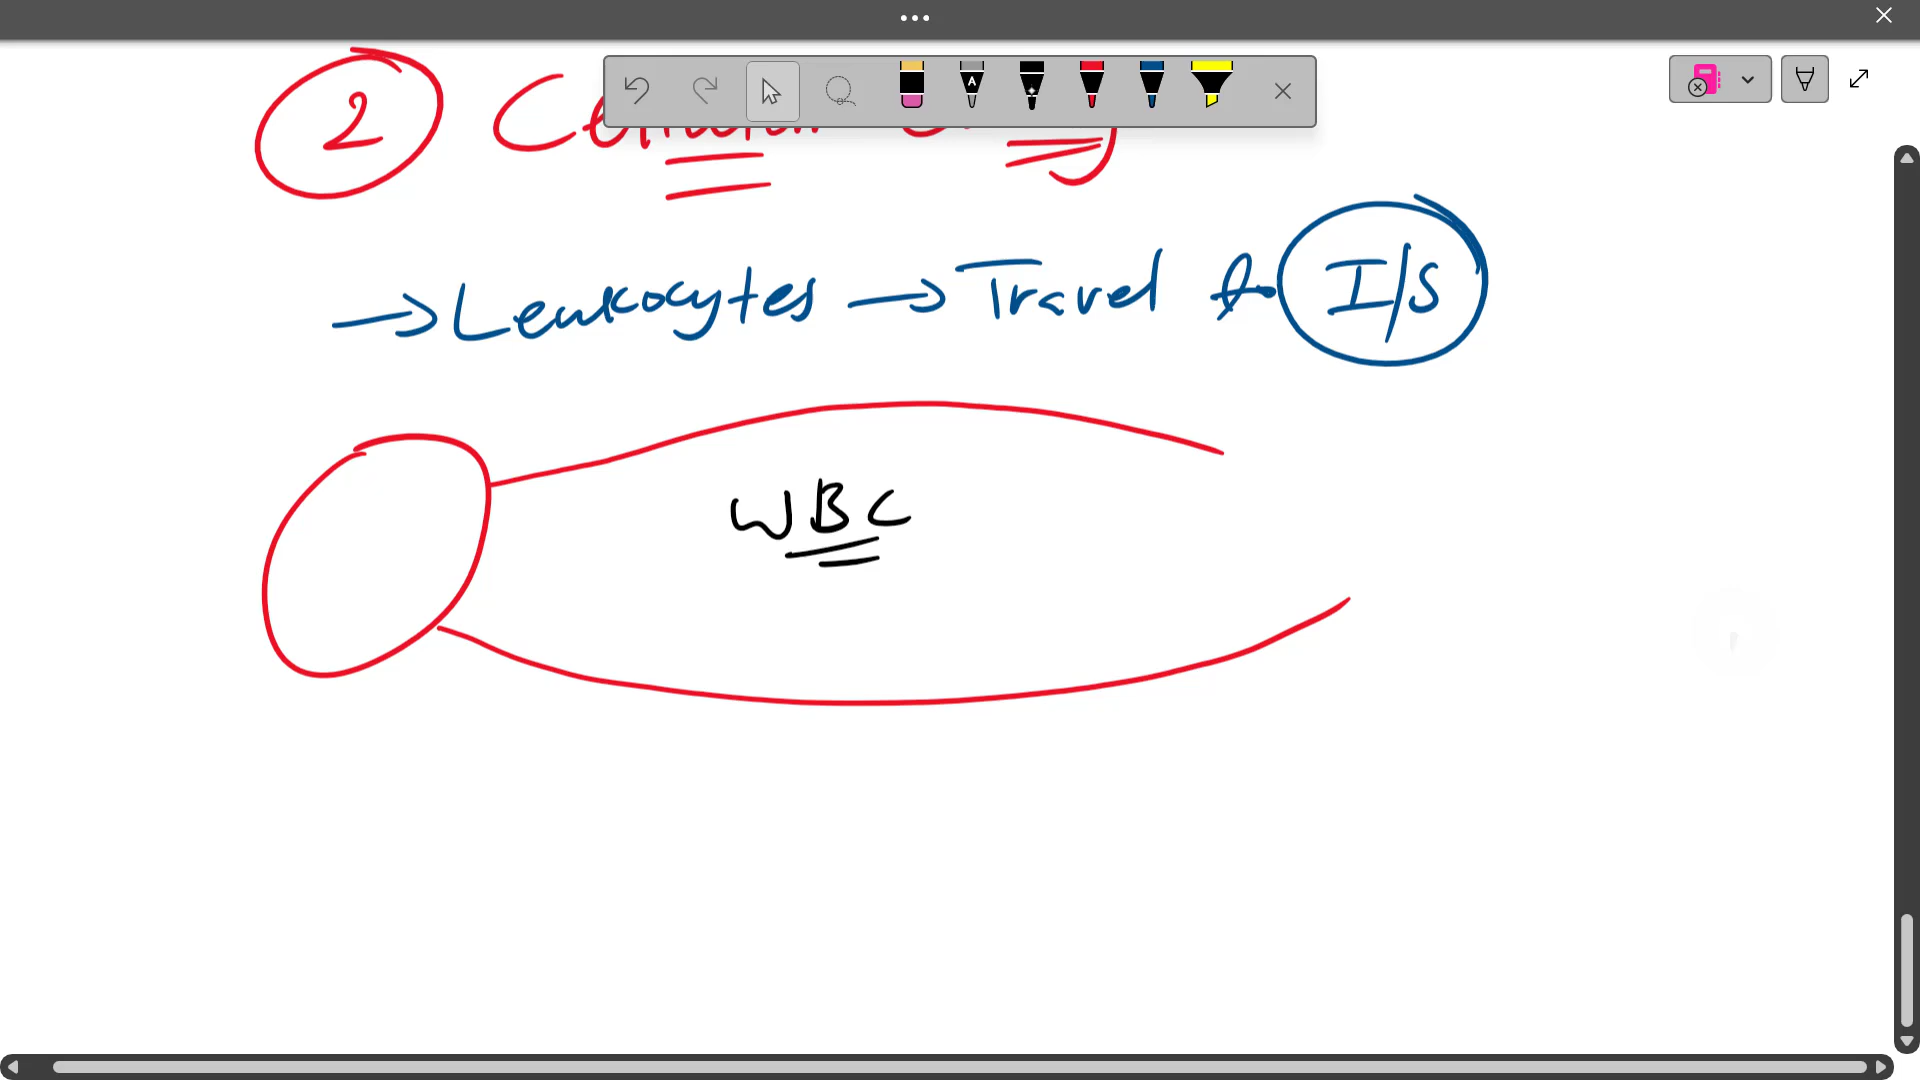 2
→ Leukocytes → Travel to I/S
WBC